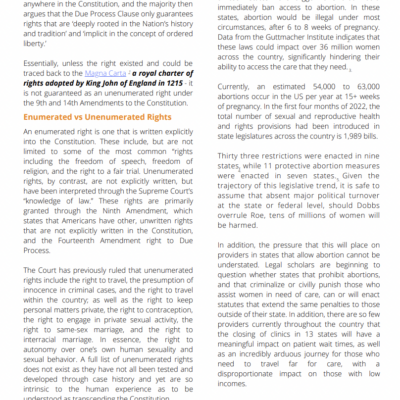 anywhere in the Constitution, and the majority then
argues that the Due Process Clause only guarantees
rights that are 'deeply rooted in the Nation's history
and tradition' and 'implicit in the concept of ordered
liberty.'
Essentially, unless the right existed and could be
traced back to the Magna Carta - a royal charter of
rights adopted by King John of England in 1215 - it
is not guaranteed as an unenumerated right under
the 9th and 14th Amendments to the Constitution.
Enumerated vs Unenumerated Rights
An enumerated right is one that is written explicitly
into the Constitution. These include, but are not
limited to some of the most common "rights
including the freedom of speech, freedom of
religion, and the right to a fair trial. Unenumerated
rights, by contrast, are not explicitly written, but
have been interpreted through the Supreme Court's
"knowledge of law." These rights are primarily
granted through the Ninth Amendment, which
states that Americans have other, unwritten rights
that are not explicitly written in the Constitution,
and the Fourteenth Amendment right to Due
Process.
The Court has previously ruled that unenumerated
rights include the right to travel, the presumption of
innocence in criminal cases, and the right to travel
within the country; as well as the right to keep
personal matters private, the right to contraception,
the right to engage in private sexual activity, the
right to same-sex marriage, and the right to
interracial marriage. In essence, the right to
autonomy over one's own human sexuality and
sexual behavior. A full list of unenumerated rights
does not exist as they have not all been tested and
developed through case history and yet are so
intrinsic to the human experience as to be
understood as transcending the Constitution.
immediately ban access to abortion. In these
states, abortion would be illegal under most
circumstances, after 6 to 8 weeks of pregnancy.
Data from the Guttmacher Institute indicates that
these laws could impact over 36 million women
across the country, significantly hindering their
ability to access the care that they need.
Currently, an estimated 54,000 to 63,000
abortions occur in the US per year at 15+ weeks
of pregnancy. In the first four months of 2022, the
total number of sexual and reproductive health
and rights provisions had been introduced in
state legislatures across the country is 1,989 bills.
Thirty three restrictions were enacted in nine
states, while 11 protective abortion measures
were enacted in seven states. Given the
trajectory of this legislative trend, it is safe to
assume that absent major political turnover
at the state or federal level, should Dobbs
overrule Roe, tens of millions of women will
be harmed.
In addition, the pressure that this will place on
providers in states that allow abortion cannot be
understated. Legal scholars are beginning to
question whether states that prohibit abortions,
and that criminalize or civilly punish those who
assist women in need of care, can or will enact
statutes that extend the same penalties to those
outside of their state. In addition, there are so few
providers currently throughout the country that
the closing of clinics in 13 states will have a
meaningful impact on patient wait times, as well
as an incredibly arduous journey for those who
need to travel far for care, with a
disproportionate impact on those with low
incomes.